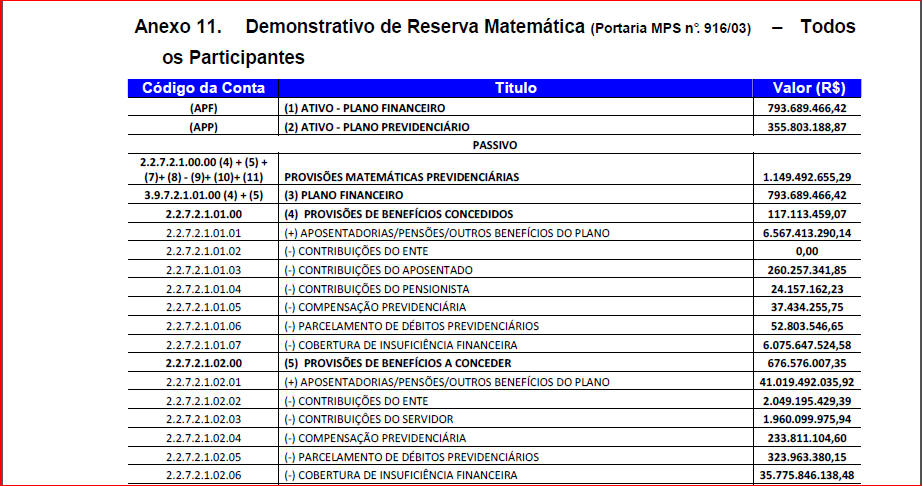 Anexo 11. Demonstrativo de Reserva Matemática (Portaria MPS n°. 916/03) – Todos
os Participantes
Código da Conta Titulo Valor (R$)
(APF) (1) ATIVO - PLANO FINANCEIRO 793.689.466,42
(APP) (2) ATIVO - PLANO PREVIDENCIÁRIO 355.803.188,87
PASSIVO
2.2.7.2.1.00.00 (4) + (5) +
(7)+ (8) - (9)+ (10)+ (11) PROVISÕES MATEMÁTICAS PREVIDENCIÁRIAS 1.149.492.655,29
3.9.7.2.1.01.00 (4) + (5) (3) PLANO FINANCEIRO 793.689.466,42
2.2.7.2.1.01.00 (4) PROVISÕES DE BENEFÍCIOS CONCEDIDOS 117.113.459,07
2.2.7.2.1.01.01 (+) APOSENTADORIAS/PENSÕES/OUTROS BENEFÍCIOS DO PLANO 6.567.413.290,14
2.2.7.2.1.01.02 (-) CONTRIBUIÇÕES DO ENTE 0,00
2.2.7.2.1.01.03 (-) CONTRIBUIÇÕES DO APOSENTADO 260.257.341,85
2.2.7.2.1.01.04 (-) CONTRIBUIÇÕES DO PENSIONISTA 24.157.162,23
2.2.7.2.1.01.05 (-) COMPENSAÇÃO PREVIDENCIÁRIA 37.434.255,75
2.2.7.2.1.01.06 (-) PARCELAMENTO DE DÉBITOS PREVIDENCIÁRIOS 52.803.546,65
2.2.7.2.1.01.07 (-) COBERTURA DE INSUFICIÊNCIA FINANCEIRA 6.075.647.524,58
2.2.7.2.1.02.00 (5) PROVISÕES DE BENEFÍCIOS A CONCEDER 676.576.007,35
2.2.7.2.1.02.01 (+) APOSENTADORIAS/PENSÕES/OUTROS BENEFÍCIOS DO PLANO 41.019.492.035,92
2.2.7.2.1.02.02 (-) CONTRIBUIÇÕES DO ENTE 2.049.195.429,39
2.2.7.2.1.02.03 (-) CONTRIBUIÇÕES DO SERVIDOR 1.960.099.975,94
2.2.7.2.1.02.04 (-) COMPENSAÇÃO PREVIDENCIÁRIA 233.811.104,60
2.2.7.2.1.02.05 (-) PARCELAMENTO DE DÉBITOS PREVIDENCIÁRIOS 323.963.380,15
2.2.7.2.1.02.06 (-) COBERTURA DE INSUFICIÊNCIA FINANCEIRA 35.775.846.138,48